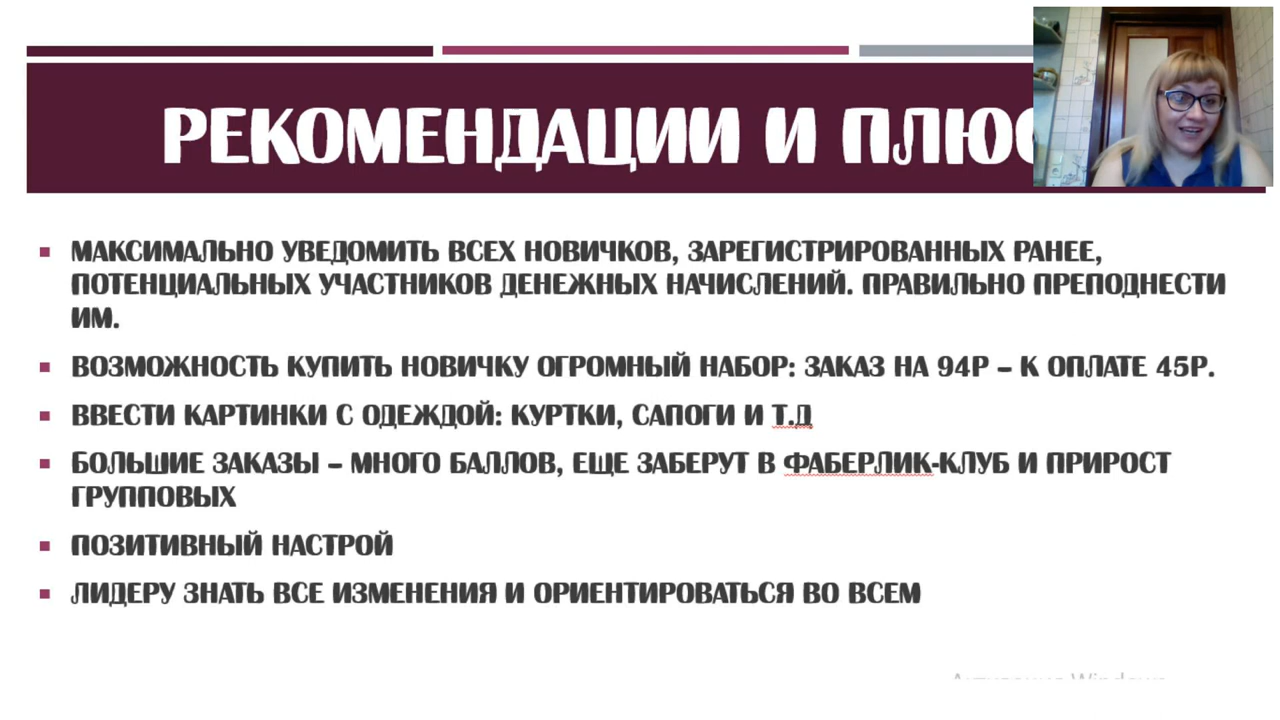 РЕКОМЕНДАЦИИ И
МАКСИМАЛЬНО УВЕДОМИТЬ ВСЕХ НОВИЧКОВ, ЗАРЕГИСТРИРОВАННЫХ РАНЕЕ,
ПОТЕНЦИАЛЬНЫХ УЧАСТНИКОВ ДЕНЕЖНЫХ НАЧИСЛЕНИЙ. ПРАВИЛЬНО ПРЕПОДНЕСТИ
ИМ.
ВОЗМОЖНОСТЬ КУПИТЬ НОВИЧКУ ОГРОМНЫЙ НАБОР: ЗАКАЗ НА 94Р – К ОПЛАТЕ 45Р.
ВВЕСТИ КАРТИНКИ С ОДЕЖДОЙ: КУРТКИ, САПОГИ И Т.Д
БОЛЬШИЕ ЗАКАЗЫ – МНОГО БАЛЛОВ, ЕЩЕ ЗАБЕРУТ В ФАБЕРЛИК-КЛУБ И ПРИРОСТ
ГРУППОВЫХ
ПОЗИТИВНЫЙ НАСТРОЙ
ЛИДЕРУ ЗНАТЬ ВСЕ ИЗМЕНЕНИЯ И ОРИЕНТИРОВАТЬСЯ ВО ВСЕМ